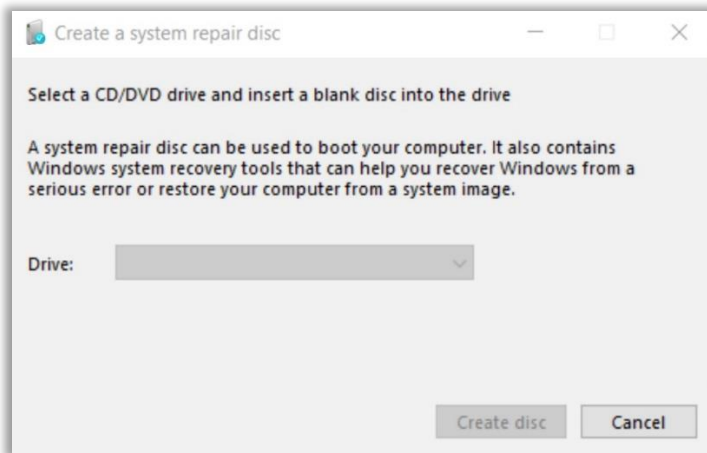 Create a system repair disc
Select a CD/DVD drive and insert a blank disc into the drive
A system repair disc can be used to boot your computer. It also contains
Windows system recovery tools that can help you recover Windows from a
serious error or restore your computer from a system image.
Drive:
Create disc Cancel